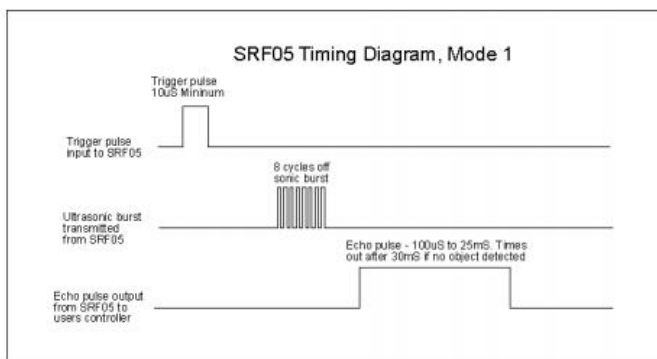 SRF05 Timing Diagram, Mode 1
Trigger pulse
10uS Mininum
Trigger pulse
input to SRF05
8 cycles off
sonic burst
Ultrasonic burst
transmitted
from SRF05
Echo pulse - 100uS to 25mS. Times
out after 30mS if no object detected
Echo pulse output
from SRF05 to
users controller